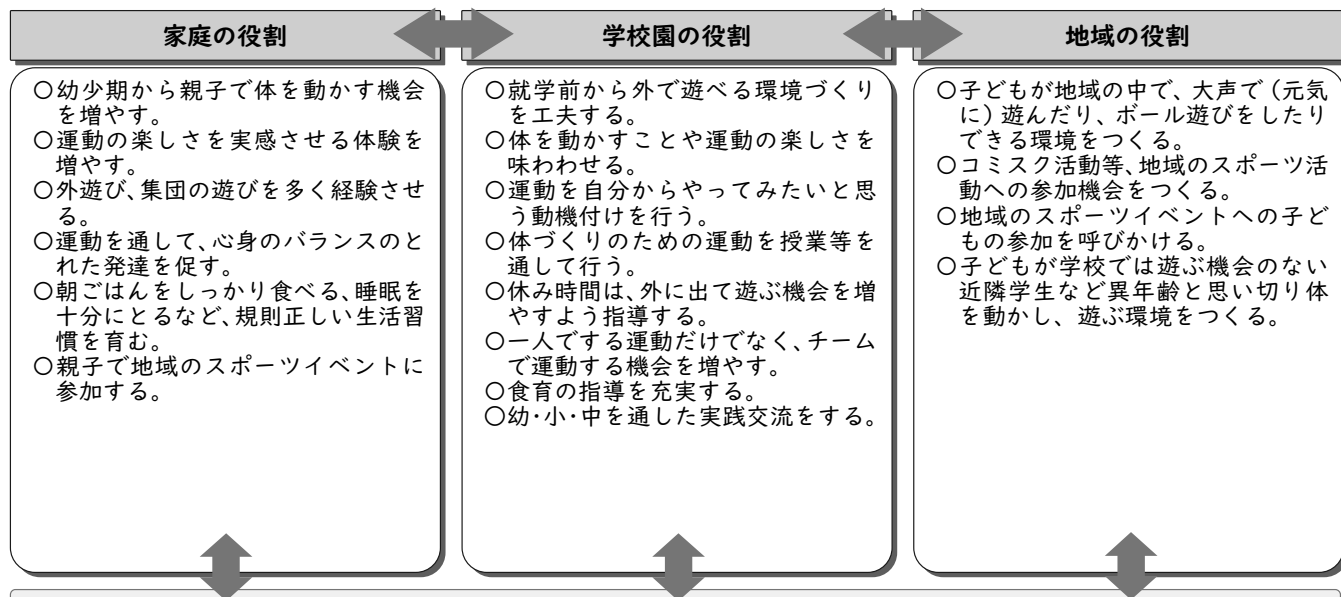 家庭の役割
○幼少期から親子で体を動かす機会
を増やす。
○運動の楽しさを実感させる体験を
増やす。
○外遊び、集団の遊びを多く経験させ
る。
○運動を通して、心身のバランスのと
れた発達を促す。
○朝ごはんをしっかり食べる、睡眠を
十分にとるなど、規則正しい生活習
慣を育む。
○親子で地域のスポーツイベントに
参加する。
学校園の役割
○就学前から外で遊べる環境づくり
を工夫する。
○体を動かすことや運動の楽しさを
味わわせる。
○運動を自分からやってみたいと思
う動機付けを行う。
○体づくりのための運動を授業等を
通して行う。
○休み時間は、外に出て遊ぶ機会を増
やすよう指導する。
○一人でする運動だけでなく、チーム
で運動する機会を増やす。
○食育の指導を充実する。
○幼・小・中を通した実践交流をする。
地域の役割
○子どもが地域の中で、大声で（元気
に）遊んだり、ボール遊びをしたり
できる環境をつくる。
○コミスク活動等、地域のスポーツ活
動への参加機会をつくる。
○地域のスポーツイベントへの子ど
もの参加を呼びかける。
○子どもが学校では遊ぶ機会のない
近隣学生など異年齢と思い切り体
を動かし、遊ぶ環境をつくる。